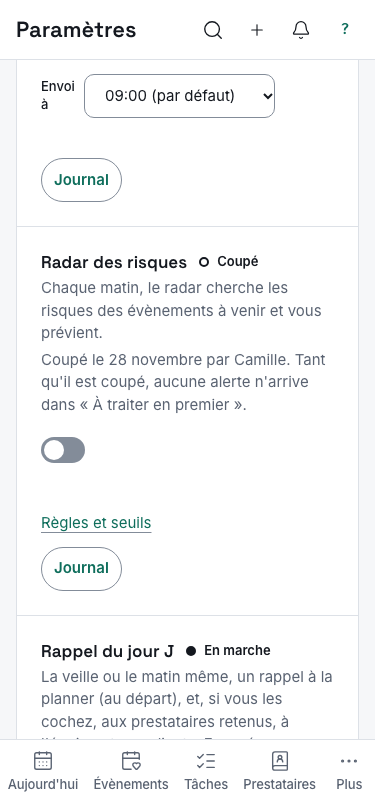 Paramètres
?
Envoi
à
09:00 (par défaut)
Journal
Radar des risques
Coupé
Chaque matin, le radar cherche les
risques des évènements à venir et vous
prévient.
Coupé le 28 novembre par Camille. Tant
qu'il est coupé, aucune alerte n'arrive
dans « À traiter en premier ».
Règles et seuils
Journal
Rappel du jour J
En marche
La veille ou le matin même, un rappel à la
planner (au départ), et, si vous les
cochez, aux prestataires retenus, à
Aujourd'hui
Évènements
Tâches
Prestataires
Plus